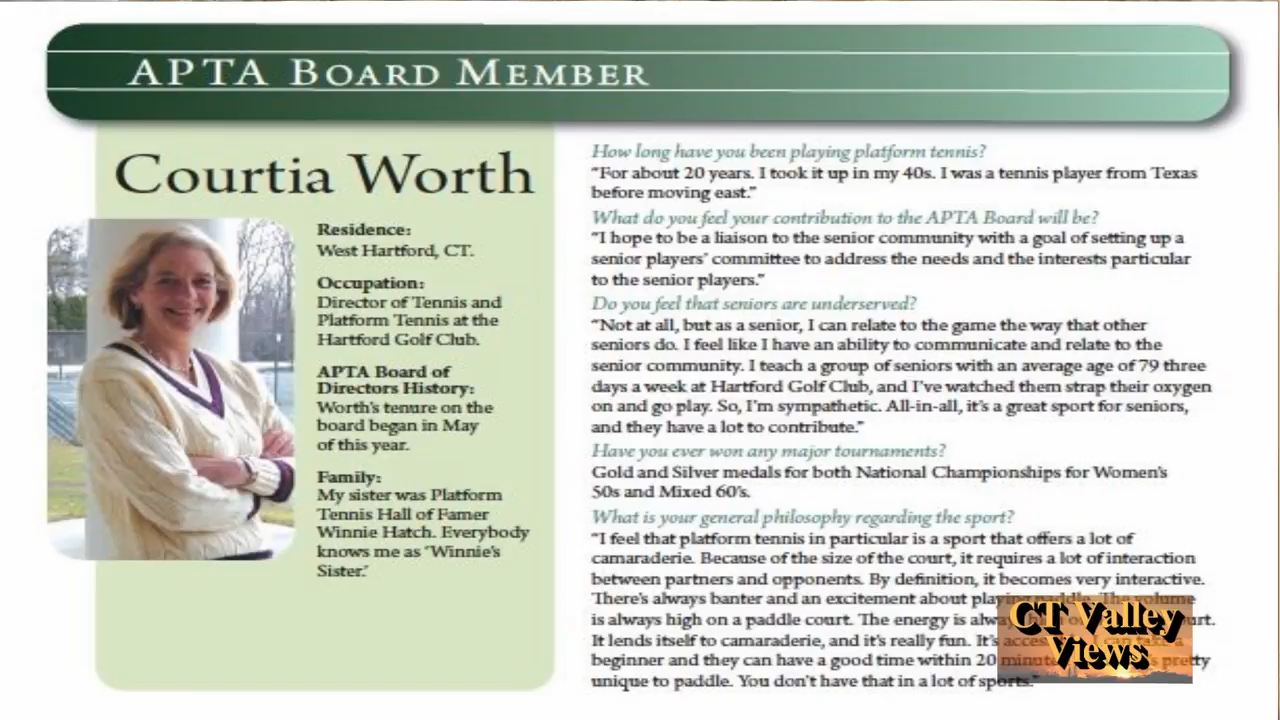 APTA BOARD MEMBER
Courtia Worth
Residence:
West Hartford, CT.
Occupation:
Director of Tennis and
Platform Tennis at the
Hartford Golf Club.
APTA Board of
Directors History:
Worth's tenure on the
board began in May
of this year.
Family:
My sister was Platform
Tennis Hall of Famer
Winnie Hatch. Everybody
knows me as "Winnie's
Sister."
How long have you been playing platform tennis?
"For about 20 years. I took it up in my 40s. I was a tennis player from Texas
before moving east."
What do you feel your contribution to the APTA Board will be?
"I hope to be a liaison to the senior community with a goal of setting up a
senior players' committee to address the needs and the interests particular
to the senior players."
Do you feel that seniors are underserved?
"Not at all, but as a senior, I can relate to the game the way that other
seniors do. I feel like I have an ability to communicate and relate to the
senior community. I teach a group of seniors with an average age of 79 three
days a week at Hartford Golf Club, and I've watched them strap their oxygen
on and go play. So, I'm sympathetic. All-in-all, it's a great sport for seniors,
and they have a lot to contribute."
Have you ever won any major tournaments?
Gold and Silver medals for both National Championships for Women's
50s and Mixed 60's.
What is your general philosophy regarding the sport?
"I feel that platform tennis in particular is a sport that offers a lot of
camaraderie. Because of the size of the court, it requires a lot of interaction
between partners and opponents. By definition, it becomes very interactive.
There's always banter and an excitement about playing paddle. The volume
is always high on a paddle court. The energy is
It lends itself to camaraderie, and it's really fun. It's I can take a
beginner and they can have a good time within 20 pretty
unique to paddle. You don't have that in a lot of sports."
CT Valley
Views